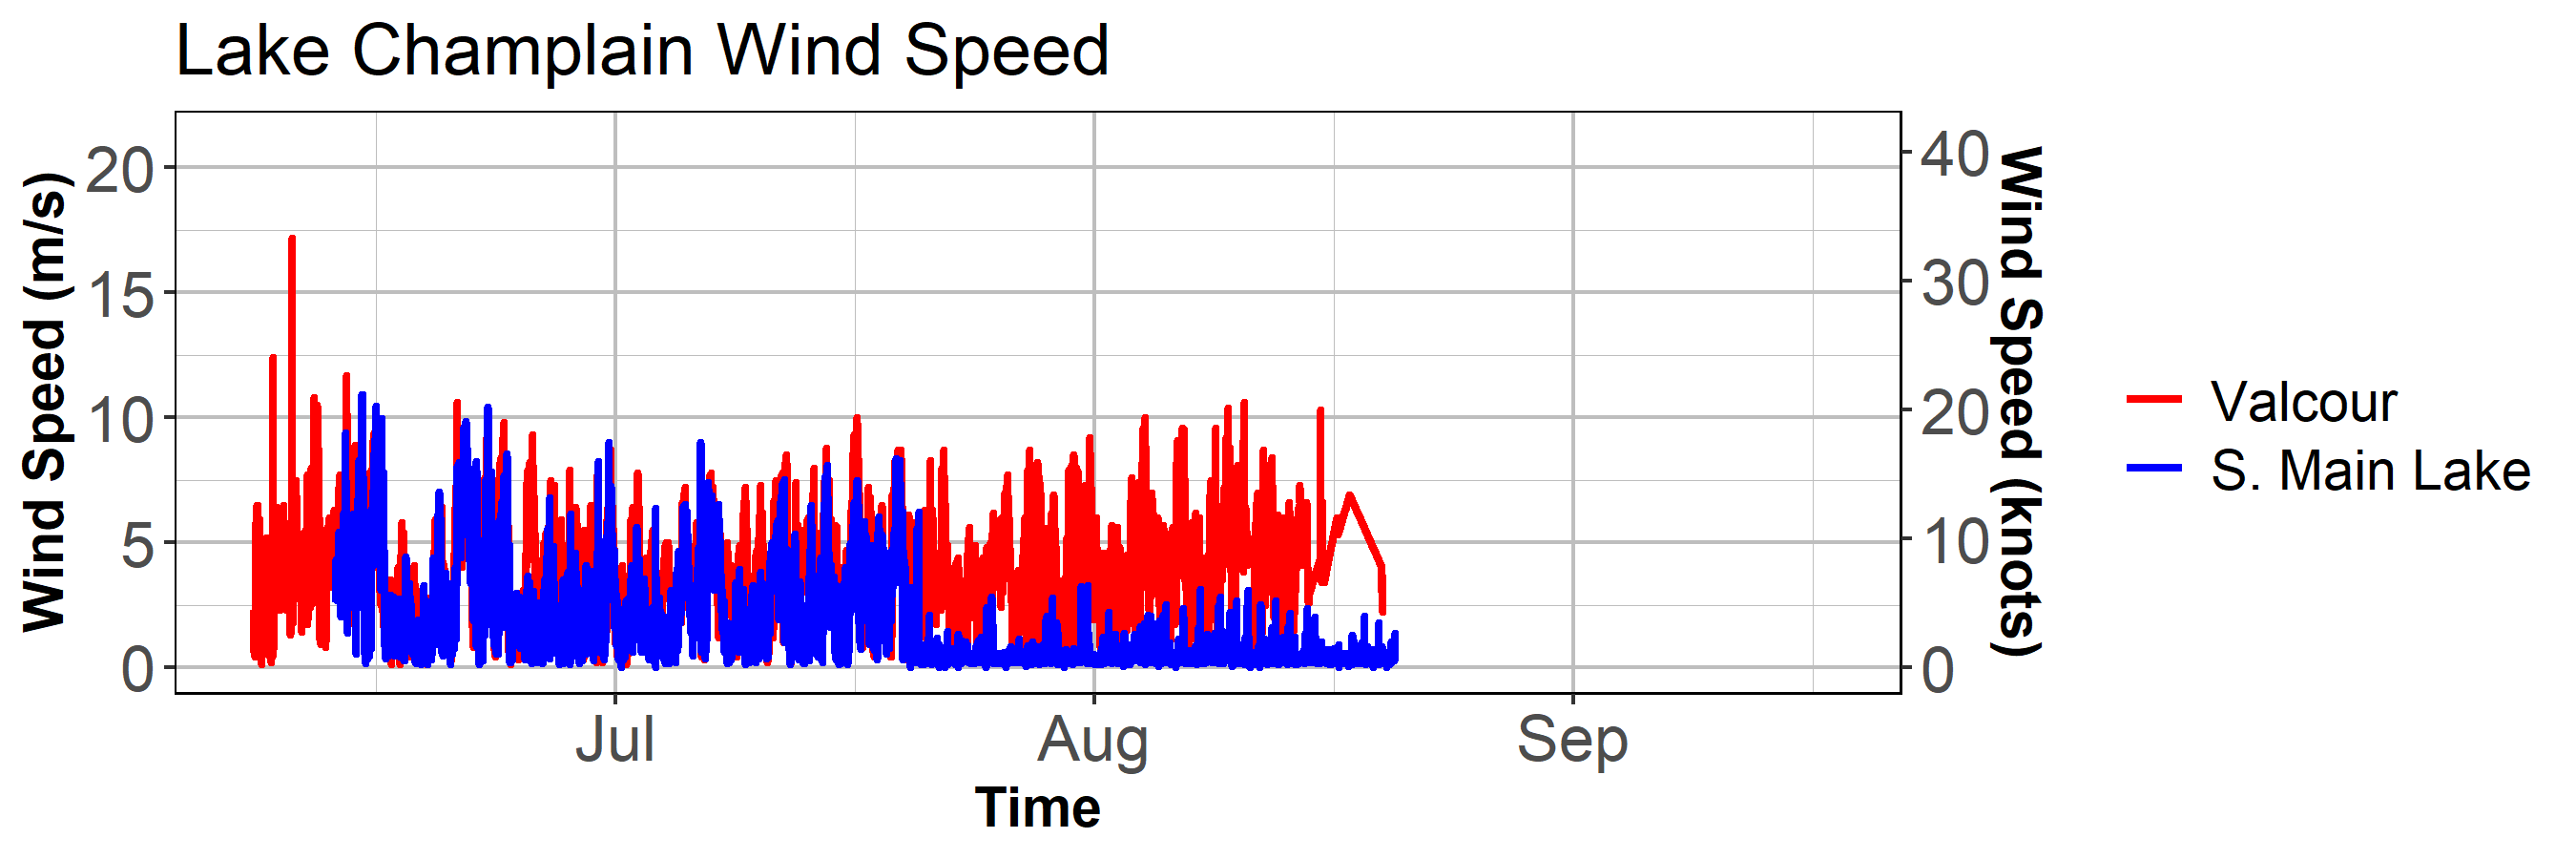 Lake Champlain Wind Speed
Wind Speed (m/s)
20
15
10
5
0
40
30
20
10
0
Wind Speed (knots)
Jul Aug Sep
Time
Valcour
S. Main Lake